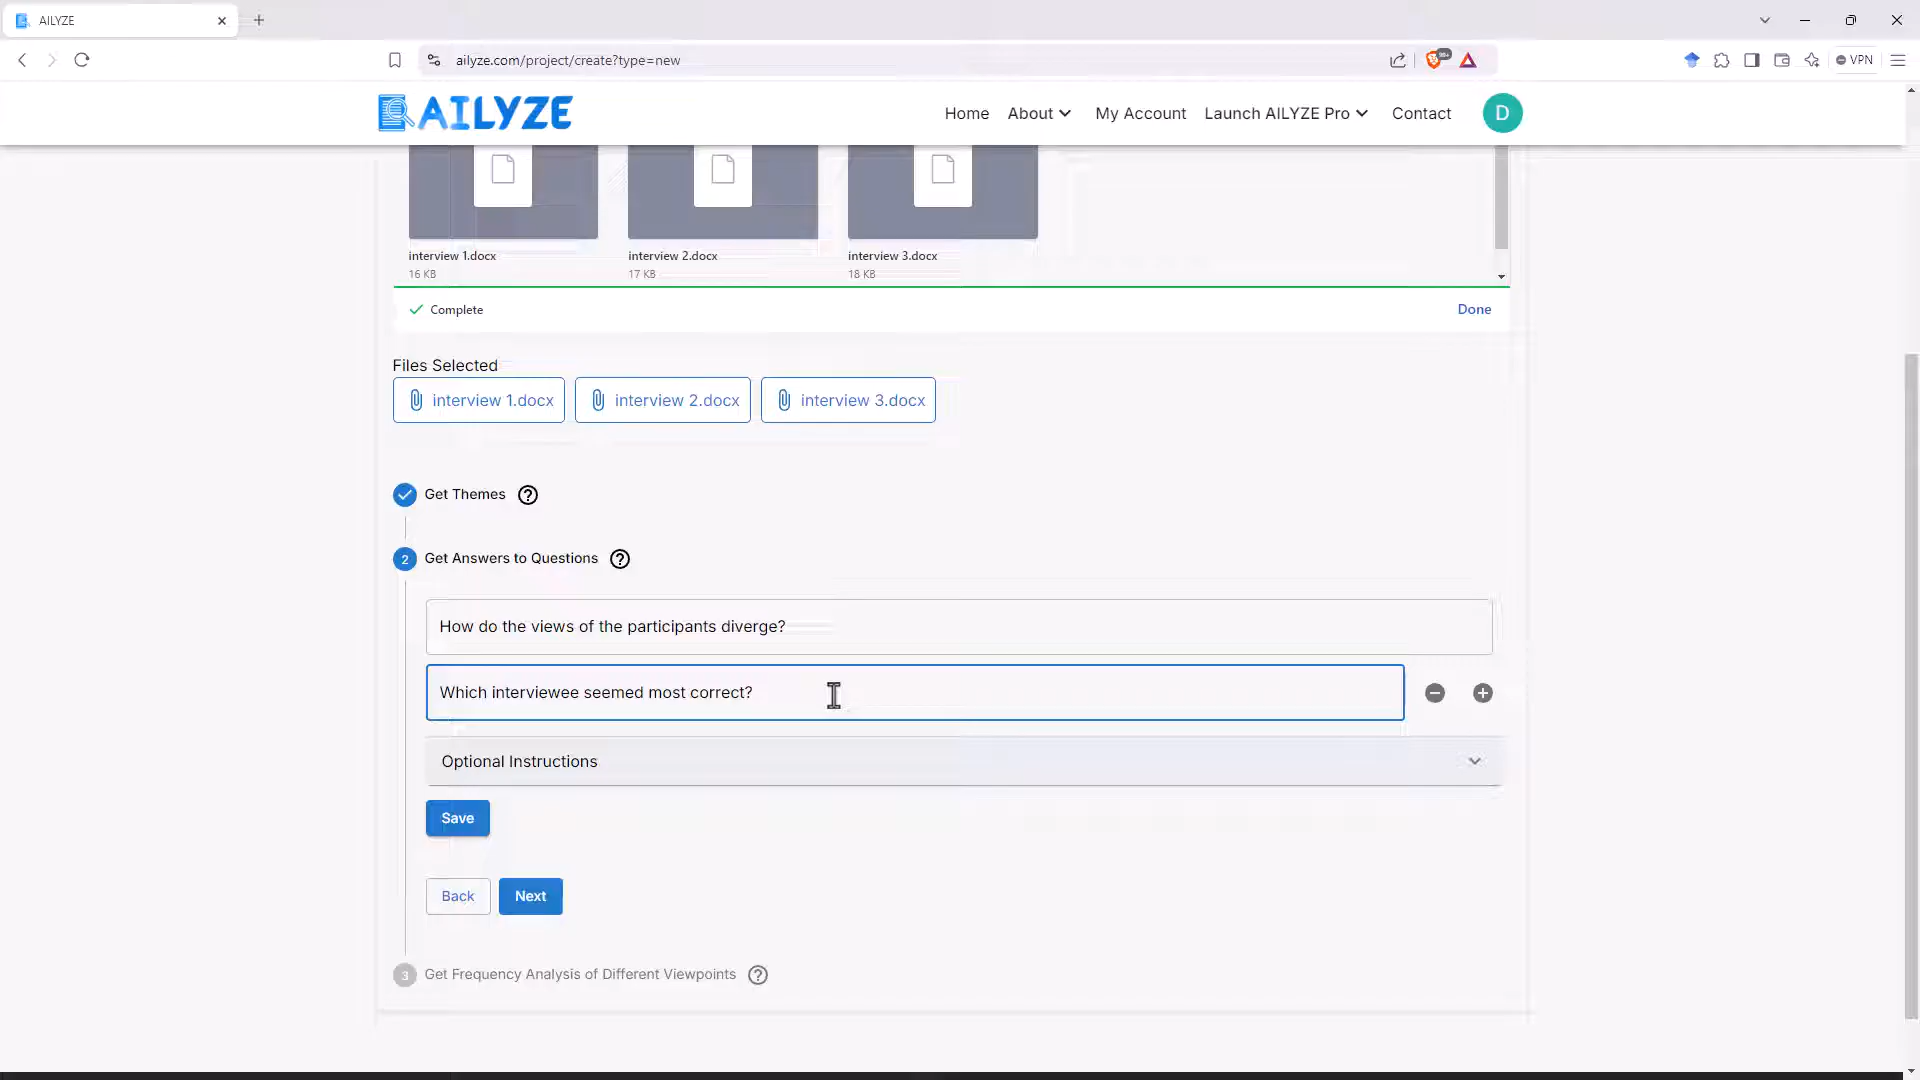 AILYZE
ailyze.com/project/create?type=new
99+
VPN
AILYZE
Home
About
My Account
Launch AILYZE Pro
Contact
D
interview 1.docx
interview 2.docx
interview 3.docx
16 KB
17 KB
18 KB
Complete
Done
Files Selected
interview 1.docx
interview 2.docx
interview 3.docx
Get Themes
?
2
Get Answers to Questions
?
How do the views of the participants diverge?
Which interviewee seemed most correct?
Optional Instructions
Save
Back
Next
3
Get Frequency Analysis of Different Viewpoints
?